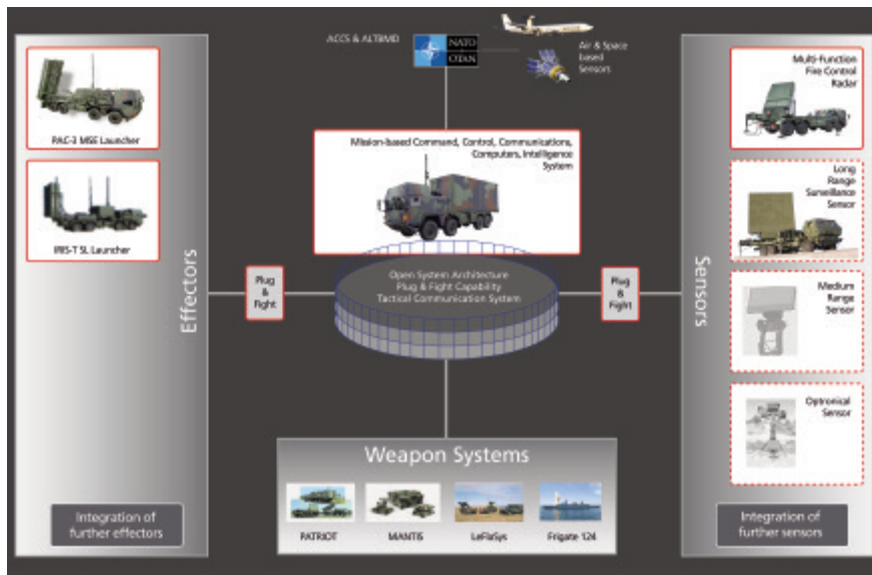 ACCS & ALTBMD
NATO
OTAN
Air & Space
based
Sensors
PAC-3 MSE Launcher
IRIS-T SL Launcher
Effectors
Integration of
further effectors
Mission-based Command, Control, Communications,
Computers, Intelligence
System
Plug
&
Fight
Open System Architecture
Plug & Fight Capability
Tactical Communication System
Plug
&
Fight
Weapon Systems
PATRIOT
MANTIS
LeFlaSys
Frigate 124
Sensors
Multi-Function
Fire Control
Radar
Long
Range
Surveillance
Sensor
Medium
Range
Sensor
Optronical
Sensor
Integration of
further sensors